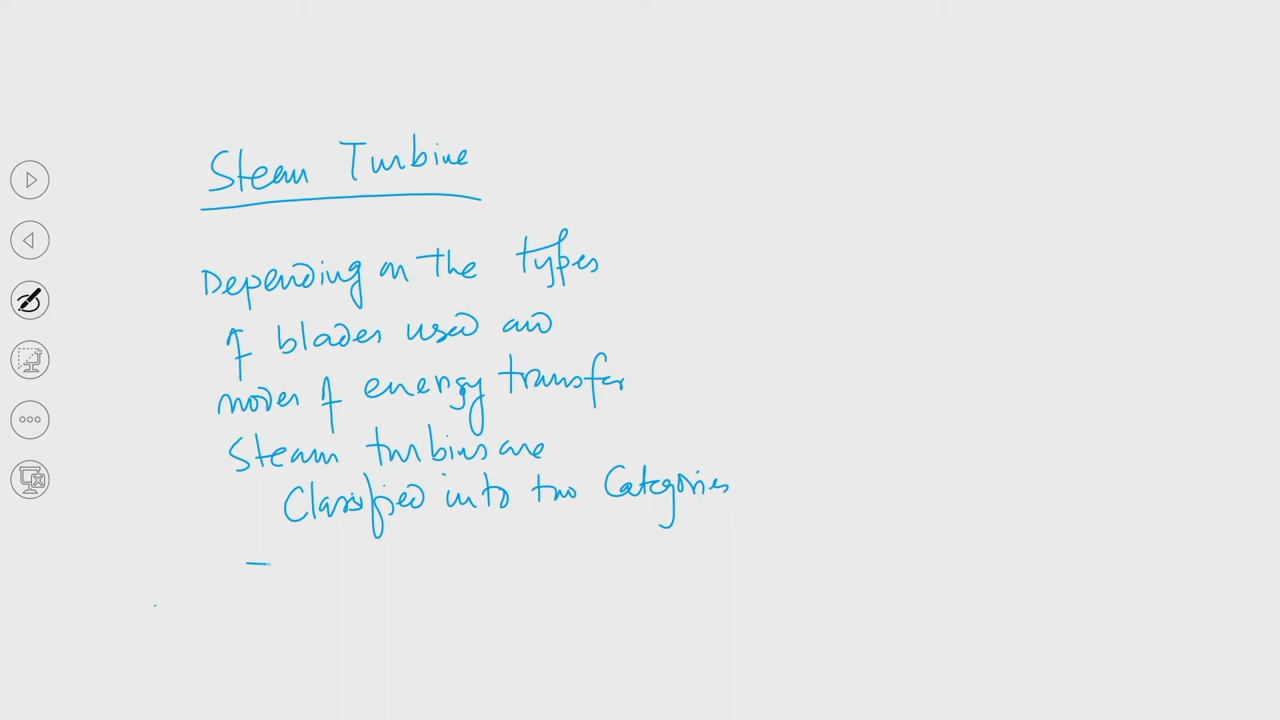 Steam Turbine
Depending on the types
of blades used and
modes of energy transfer
Steam turbines are
Classified into two Categories
-